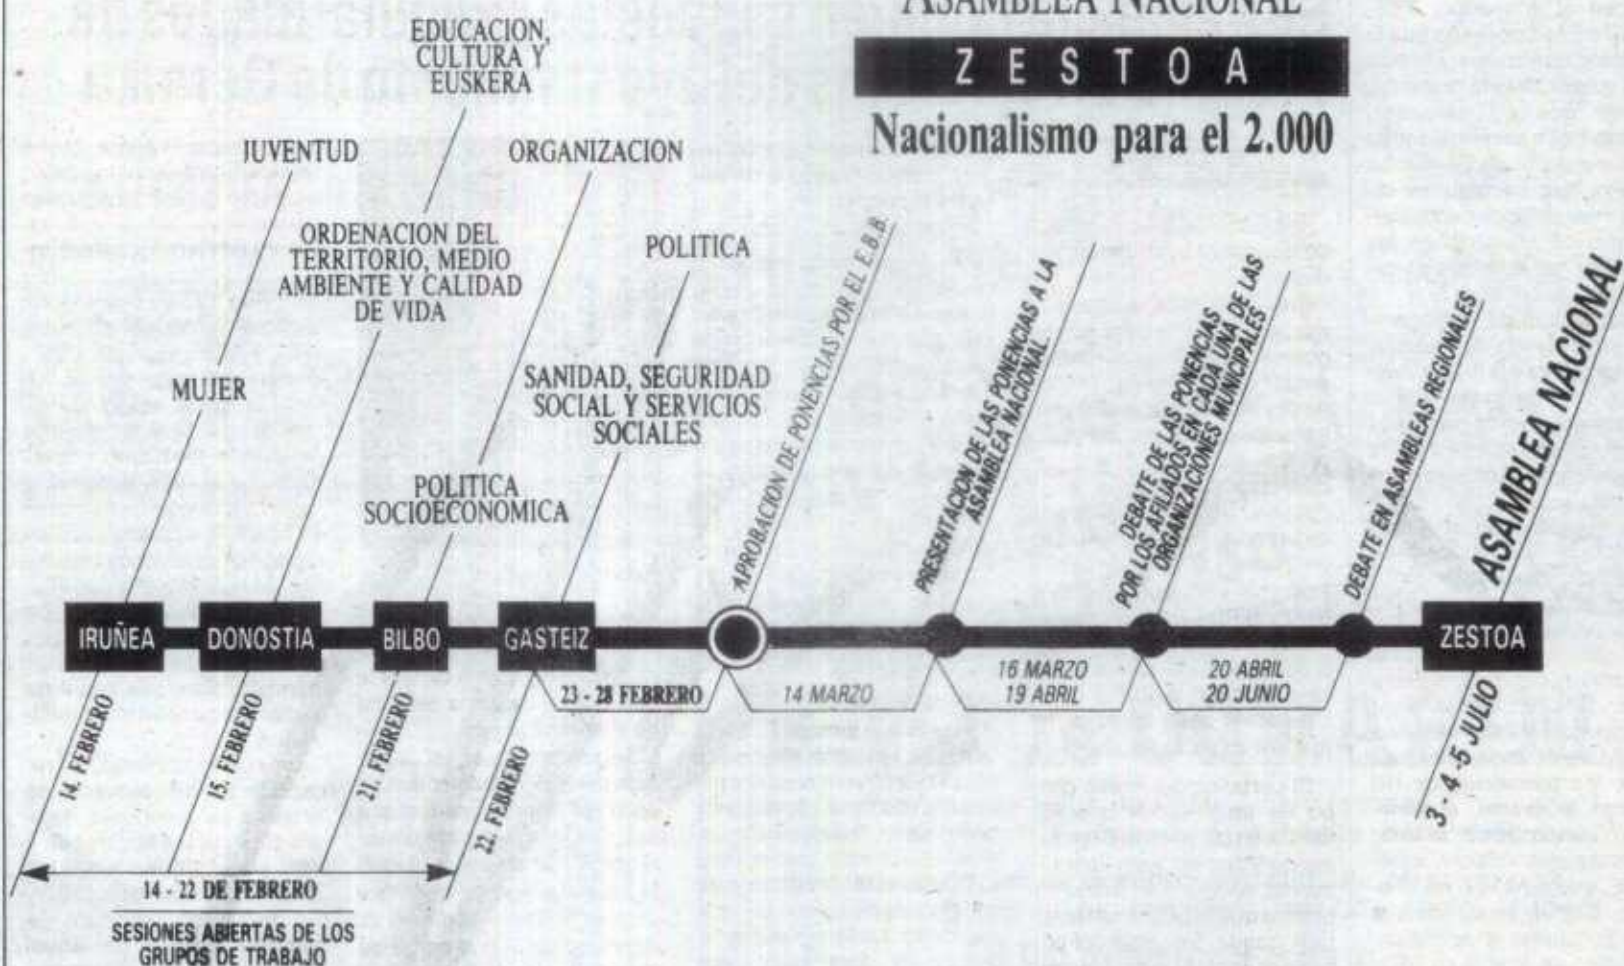 ASAMBLEA NACIONAL
ZESTOA
Nacionalismo para el 2.000
EDUCACION,
CULTURA Y
EUSKERA
JUVENTUD
ORGANIZACION
ORDENACION DEL
TERRITORIO, MEDIO
AMBIENTE Y CALIDAD
DE VIDA
POLITICA
MUJER
SANIDAD, SEGURIDAD
SOCIAL Y SERVICIOS
SOCIALES
POLITICA
SOCIOECONOMICA
APROBACION DE PONENCIAS POR EL E.B.B.
PRESENTACION DE LAS PONENCIAS A LA
ASAMBLEA NACIONAL
DEBATE DE LAS PONENCIAS
POR LOS AFILIADOS EN CADA UNA DE LAS
ORGANIZACIONES MUNICIPALES
DEBATE EN ASAMBLEAS REGIONALES
ASAMBLEA NACIONAL
IRUÑEA
DONOSTIA
BILBO
GASTEIZ
ZESTOA
14. FEBRERO
15. FEBRERO
21. FEBRERO
22. FEBRERO
23 - 28 FEBRERO
14 MARZO
16 MARZO
19 ABRIL
20 ABRIL
20 JUNIO
3 - 4 - 5 JULIO
14 - 22 DE FEBRERO
SESIONES ABIERTAS DE LOS
GRUPOS DE TRABAJO